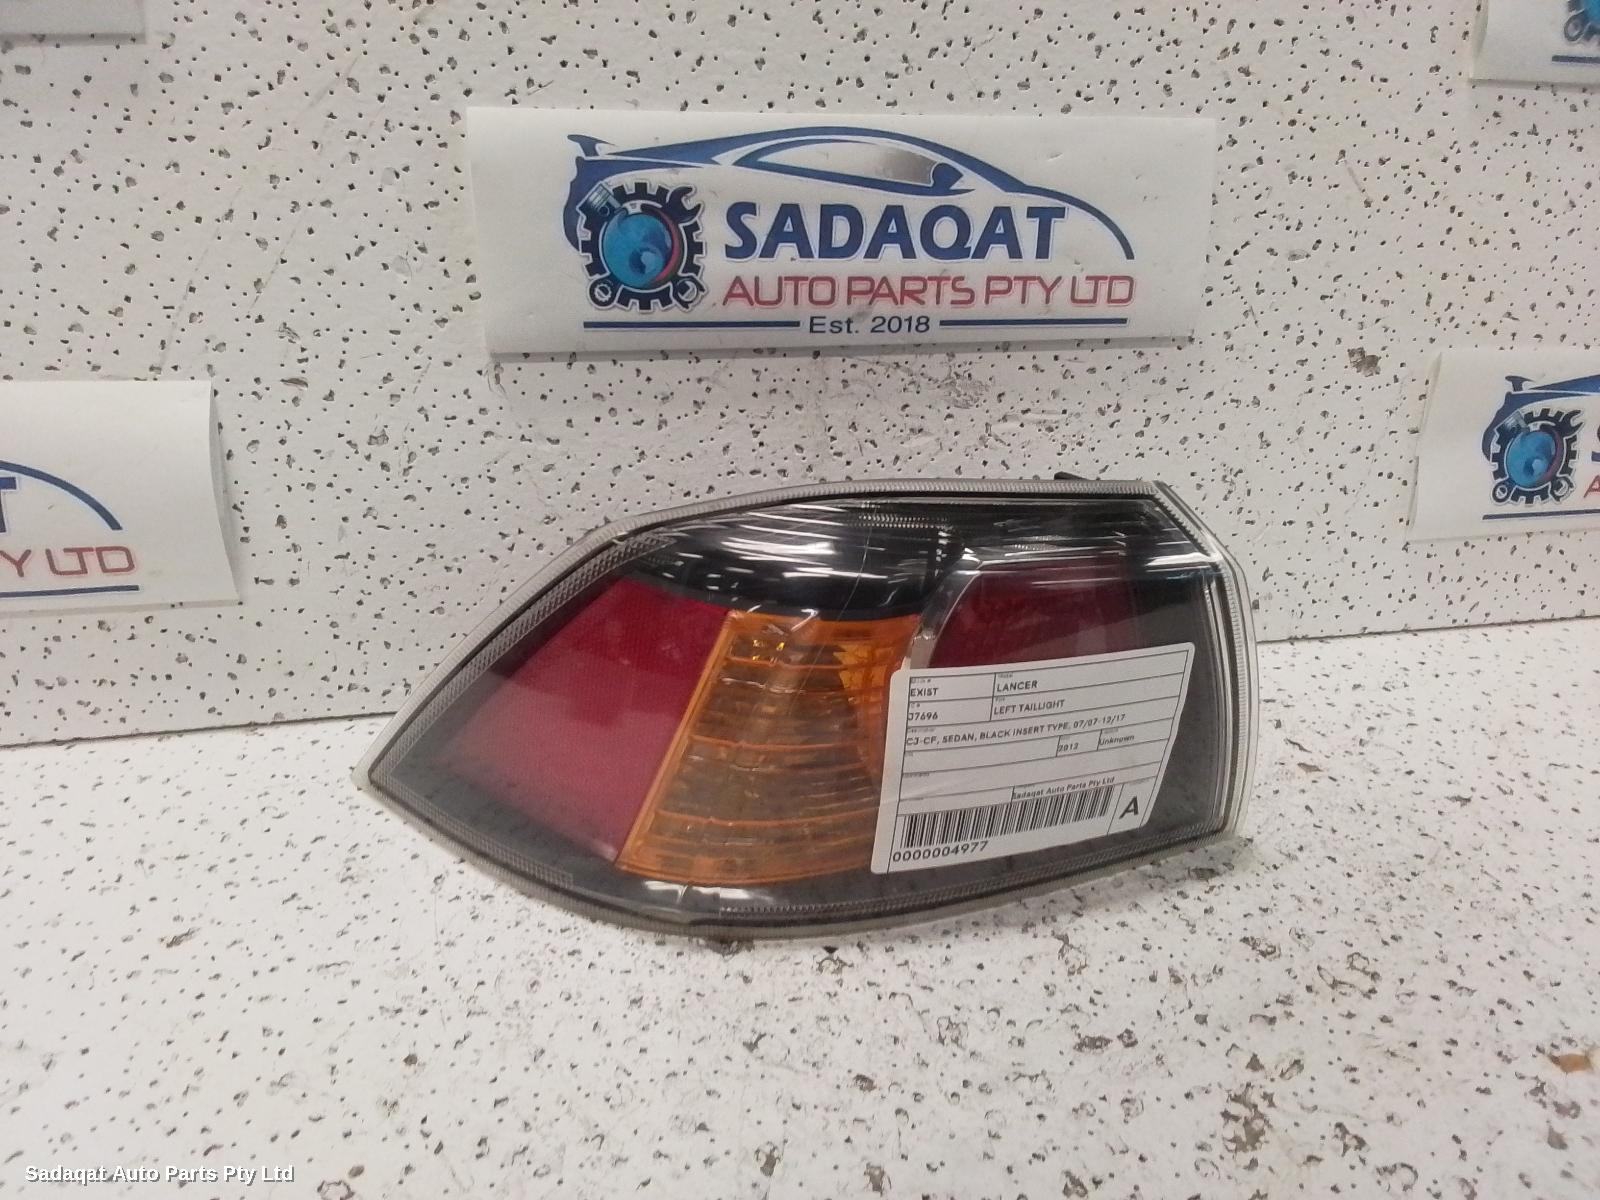 SADAQAT
AUTO PARTS PTY LTD
Est. 2018
Y LTD
EXIST
LANCER
J7696
LEFT TAILLIGHT
CJ-CF, SEDAN, BLACK INSERT TYPE, 07/07-12/17
2012
Unknown
Sadaqat Auto Parts Pty Ltd
A
0000004977
Sadaqat Auto Parts Pty Ltd